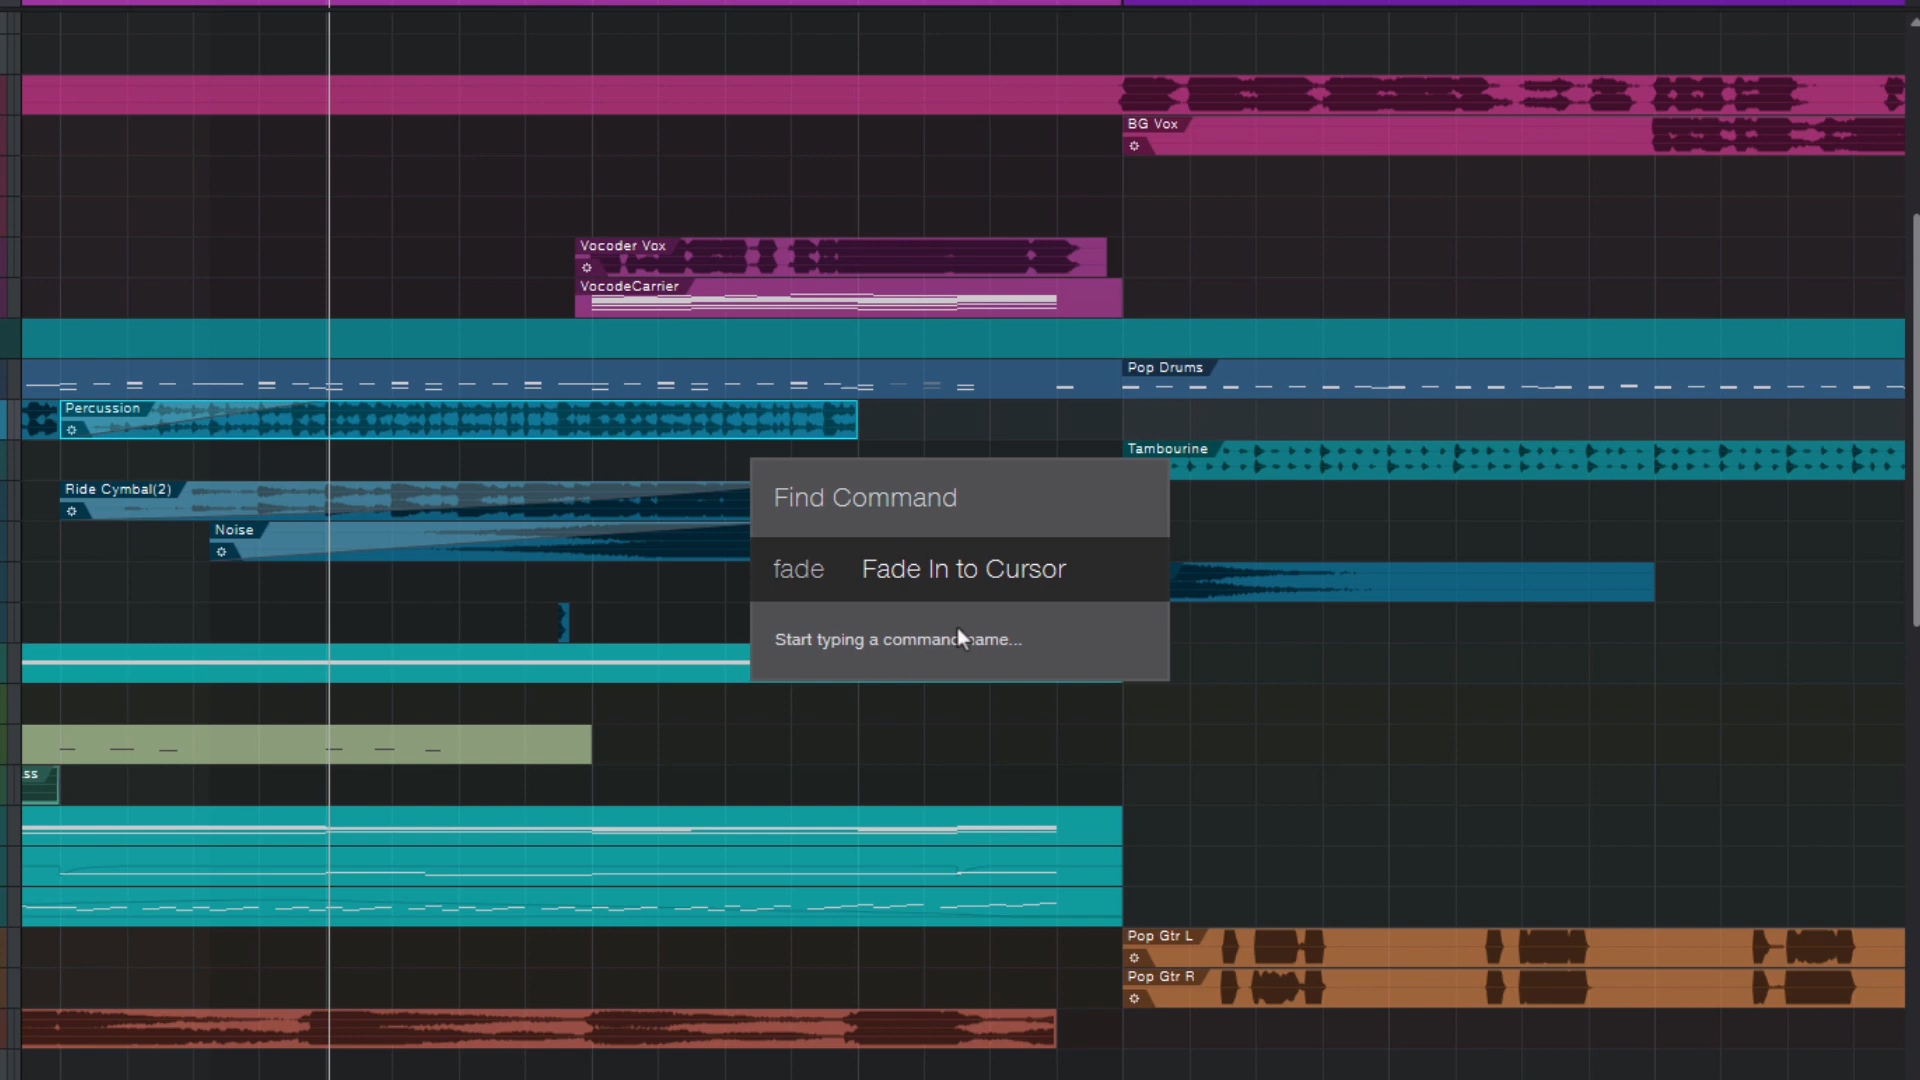 BG Vox
Vocoder Vox
VocodeCarrier
Pop Drums
Percussion
Tambourine
Ride Cymbal(2)
Noise
Find Command
fade Fade In to Cursor
Start typing a command name...
ss
Pop Gtr L
Pop Gtr R